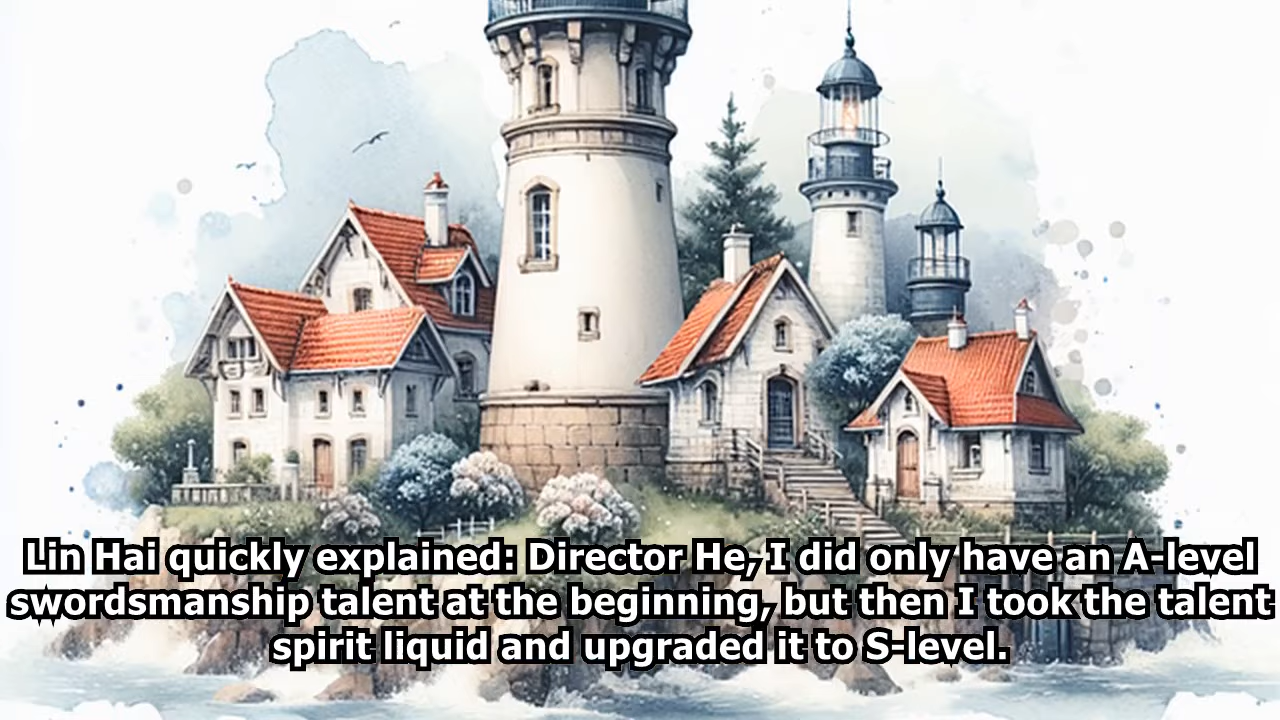 Lin Hai quickly explained: Director He, I did only have an A-level
swordsmanship talent at the beginning, but then I took the talent
spirit liquid and upgraded it to S-level.